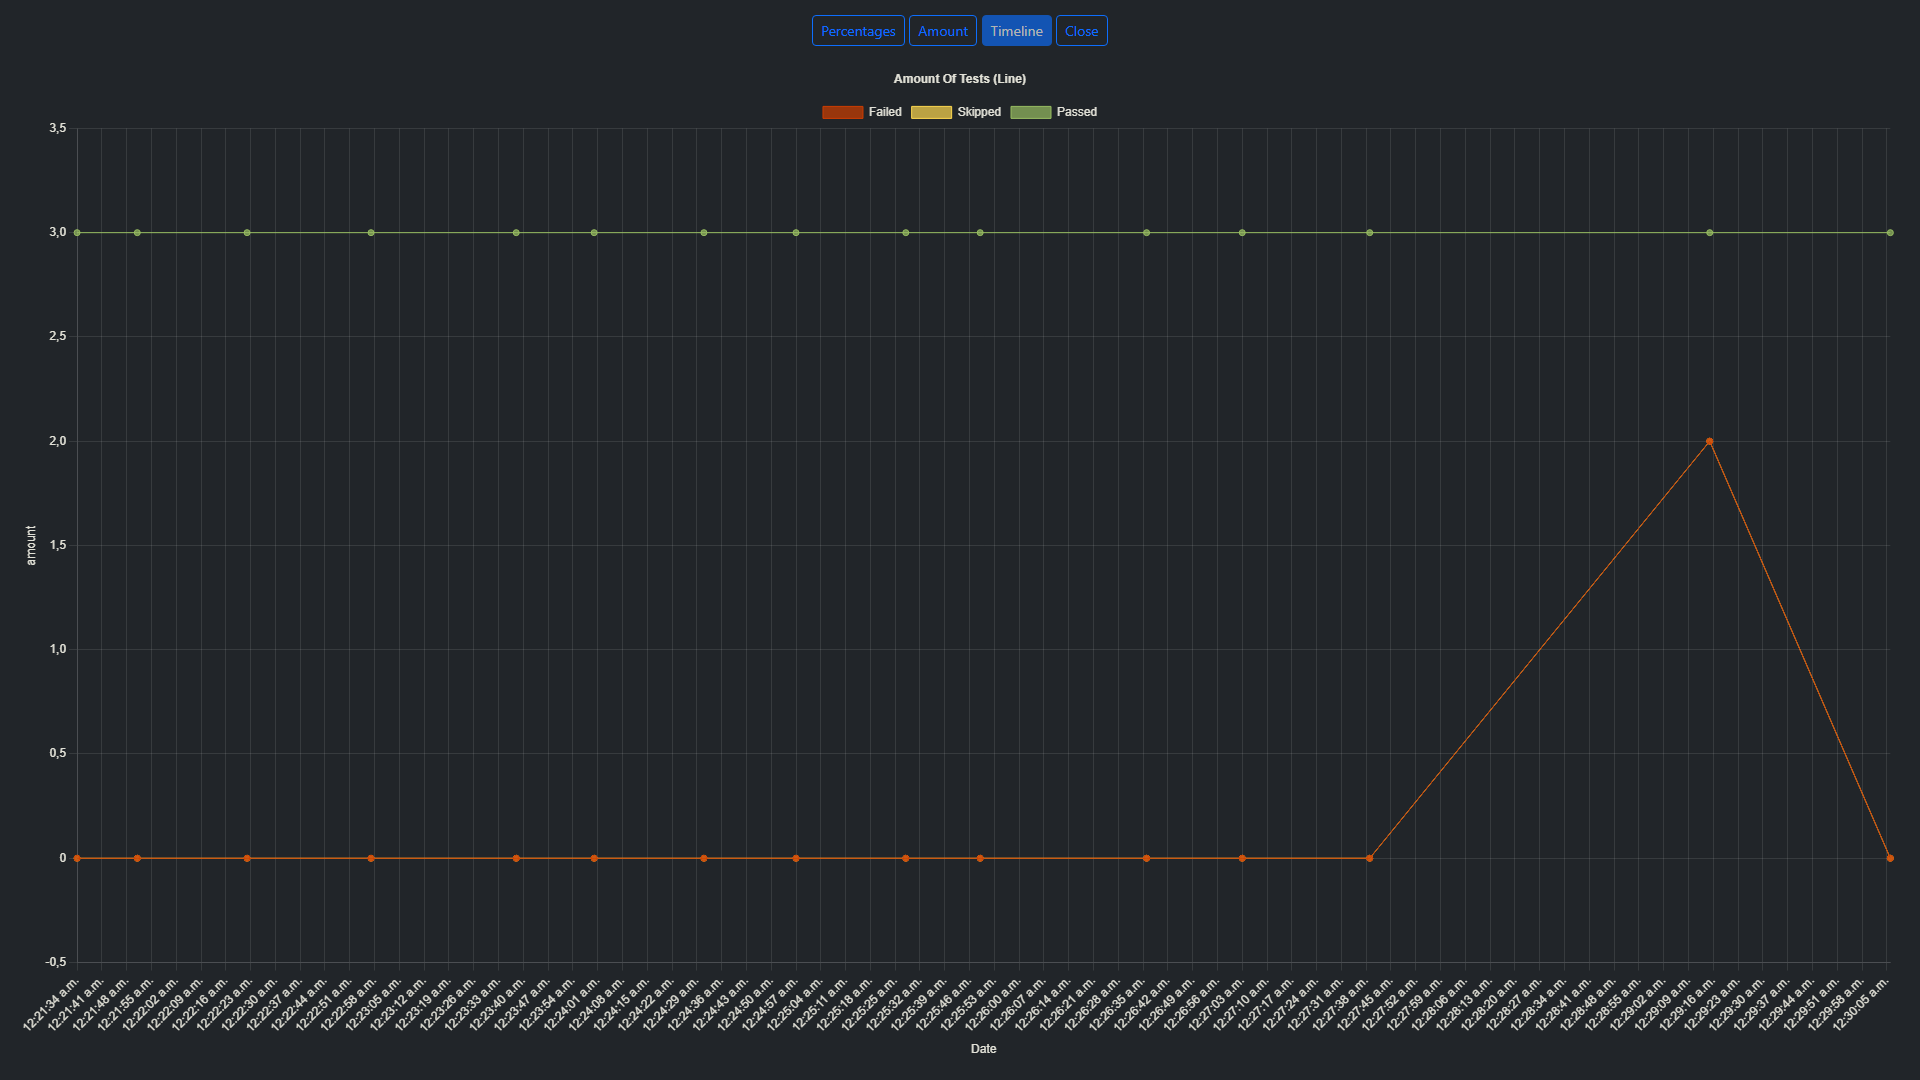 Percentages Amount Timeline Close
Amount Of Tests (Line)
Failed Skipped Passed
3,5
3,0
2,5
2,0
1,5
1,0
0,5
0
-0,5
amount
12:21:34 a.m.
12:21:41 a.m.
12:21:48 a.m.
12:21:55 a.m.
12:22:02 a.m.
12:22:09 a.m.
12:22:16 a.m.
12:22:23 a.m.
12:22:30 a.m.
12:22:37 a.m.
12:22:44 a.m.
12:22:51 a.m.
12:22:58 a.m.
12:23:05 a.m.
12:23:12 a.m.
12:23:19 a.m.
12:23:26 a.m.
12:23:33 a.m.
12:23:40 a.m.
12:23:47 a.m.
12:23:54 a.m.
12:24:01 a.m.
12:24:08 a.m.
12:24:15 a.m.
12:24:22 a.m.
12:24:29 a.m.
12:24:36 a.m.
12:24:43 a.m.
12:24:50 a.m.
12:24:57 a.m.
12:25:04 a.m.
12:25:11 a.m.
12:25:18 a.m.
12:25:25 a.m.
12:25:32 a.m.
12:25:39 a.m.
12:25:46 a.m.
12:25:53 a.m.
12:26:00 a.m.
12:26:07 a.m.
12:26:14 a.m.
12:26:21 a.m.
12:26:28 a.m.
12:26:35 a.m.
12:26:42 a.m.
12:26:49 a.m.
12:26:56 a.m.
12:27:03 a.m.
12:27:10 a.m.
12:27:17 a.m.
12:27:24 a.m.
12:27:31 a.m.
12:27:38 a.m.
12:27:45 a.m.
12:27:52 a.m.
12:27:59 a.m.
12:28:06 a.m.
12:28:13 a.m.
12:28:20 a.m.
12:28:27 a.m.
12:28:34 a.m.
12:28:41 a.m.
12:28:48 a.m.
12:28:55 a.m.
12:29:02 a.m.
12:29:09 a.m.
12:29:16 a.m.
12:29:23 a.m.
12:29:30 a.m.
12:29:37 a.m.
12:29:44 a.m.
12:29:51 a.m.
12:29:58 a.m.
12:30:05 a.m.
Date